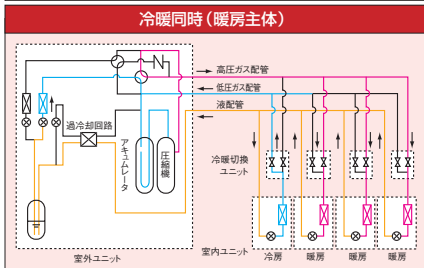 冷暖同時(暖房主体)
高圧ガス配管
低圧ガス配管
液配管
過冷却回路
アキュムレータ
圧縮機
冷暖切換
ユニット
室外ユニット
室内ユニット
冷房
暖房
暖房
暖房